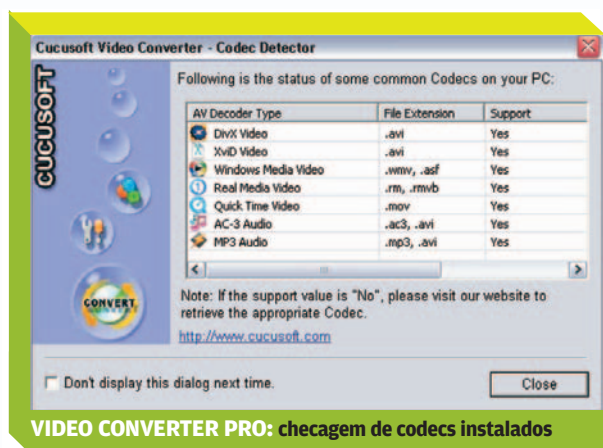 Cucusoft Video Converter - Codec Detector
CUCUSOFT
Following is the status of some common Codecs on your PC:
AV Decoder Type File Extension Support
DivX Video .avi Yes
XviD Video .avi Yes
Windows Media Video .wmv, .asf Yes
Real Media Video .rm, .rmvb Yes
Quick Time Video .mov Yes
AC-3 Audio .ac3, .avi Yes
MP3 Audio .mp3, .avi Yes
CONVERT
Note: If the support value is "No", please visit our website to
retrieve the appropriate Codec.
http://www.cucusoft.com
Don't display this dialog next time.
Close
VIDEO CONVERTER PRO: checagem de codecs instalados